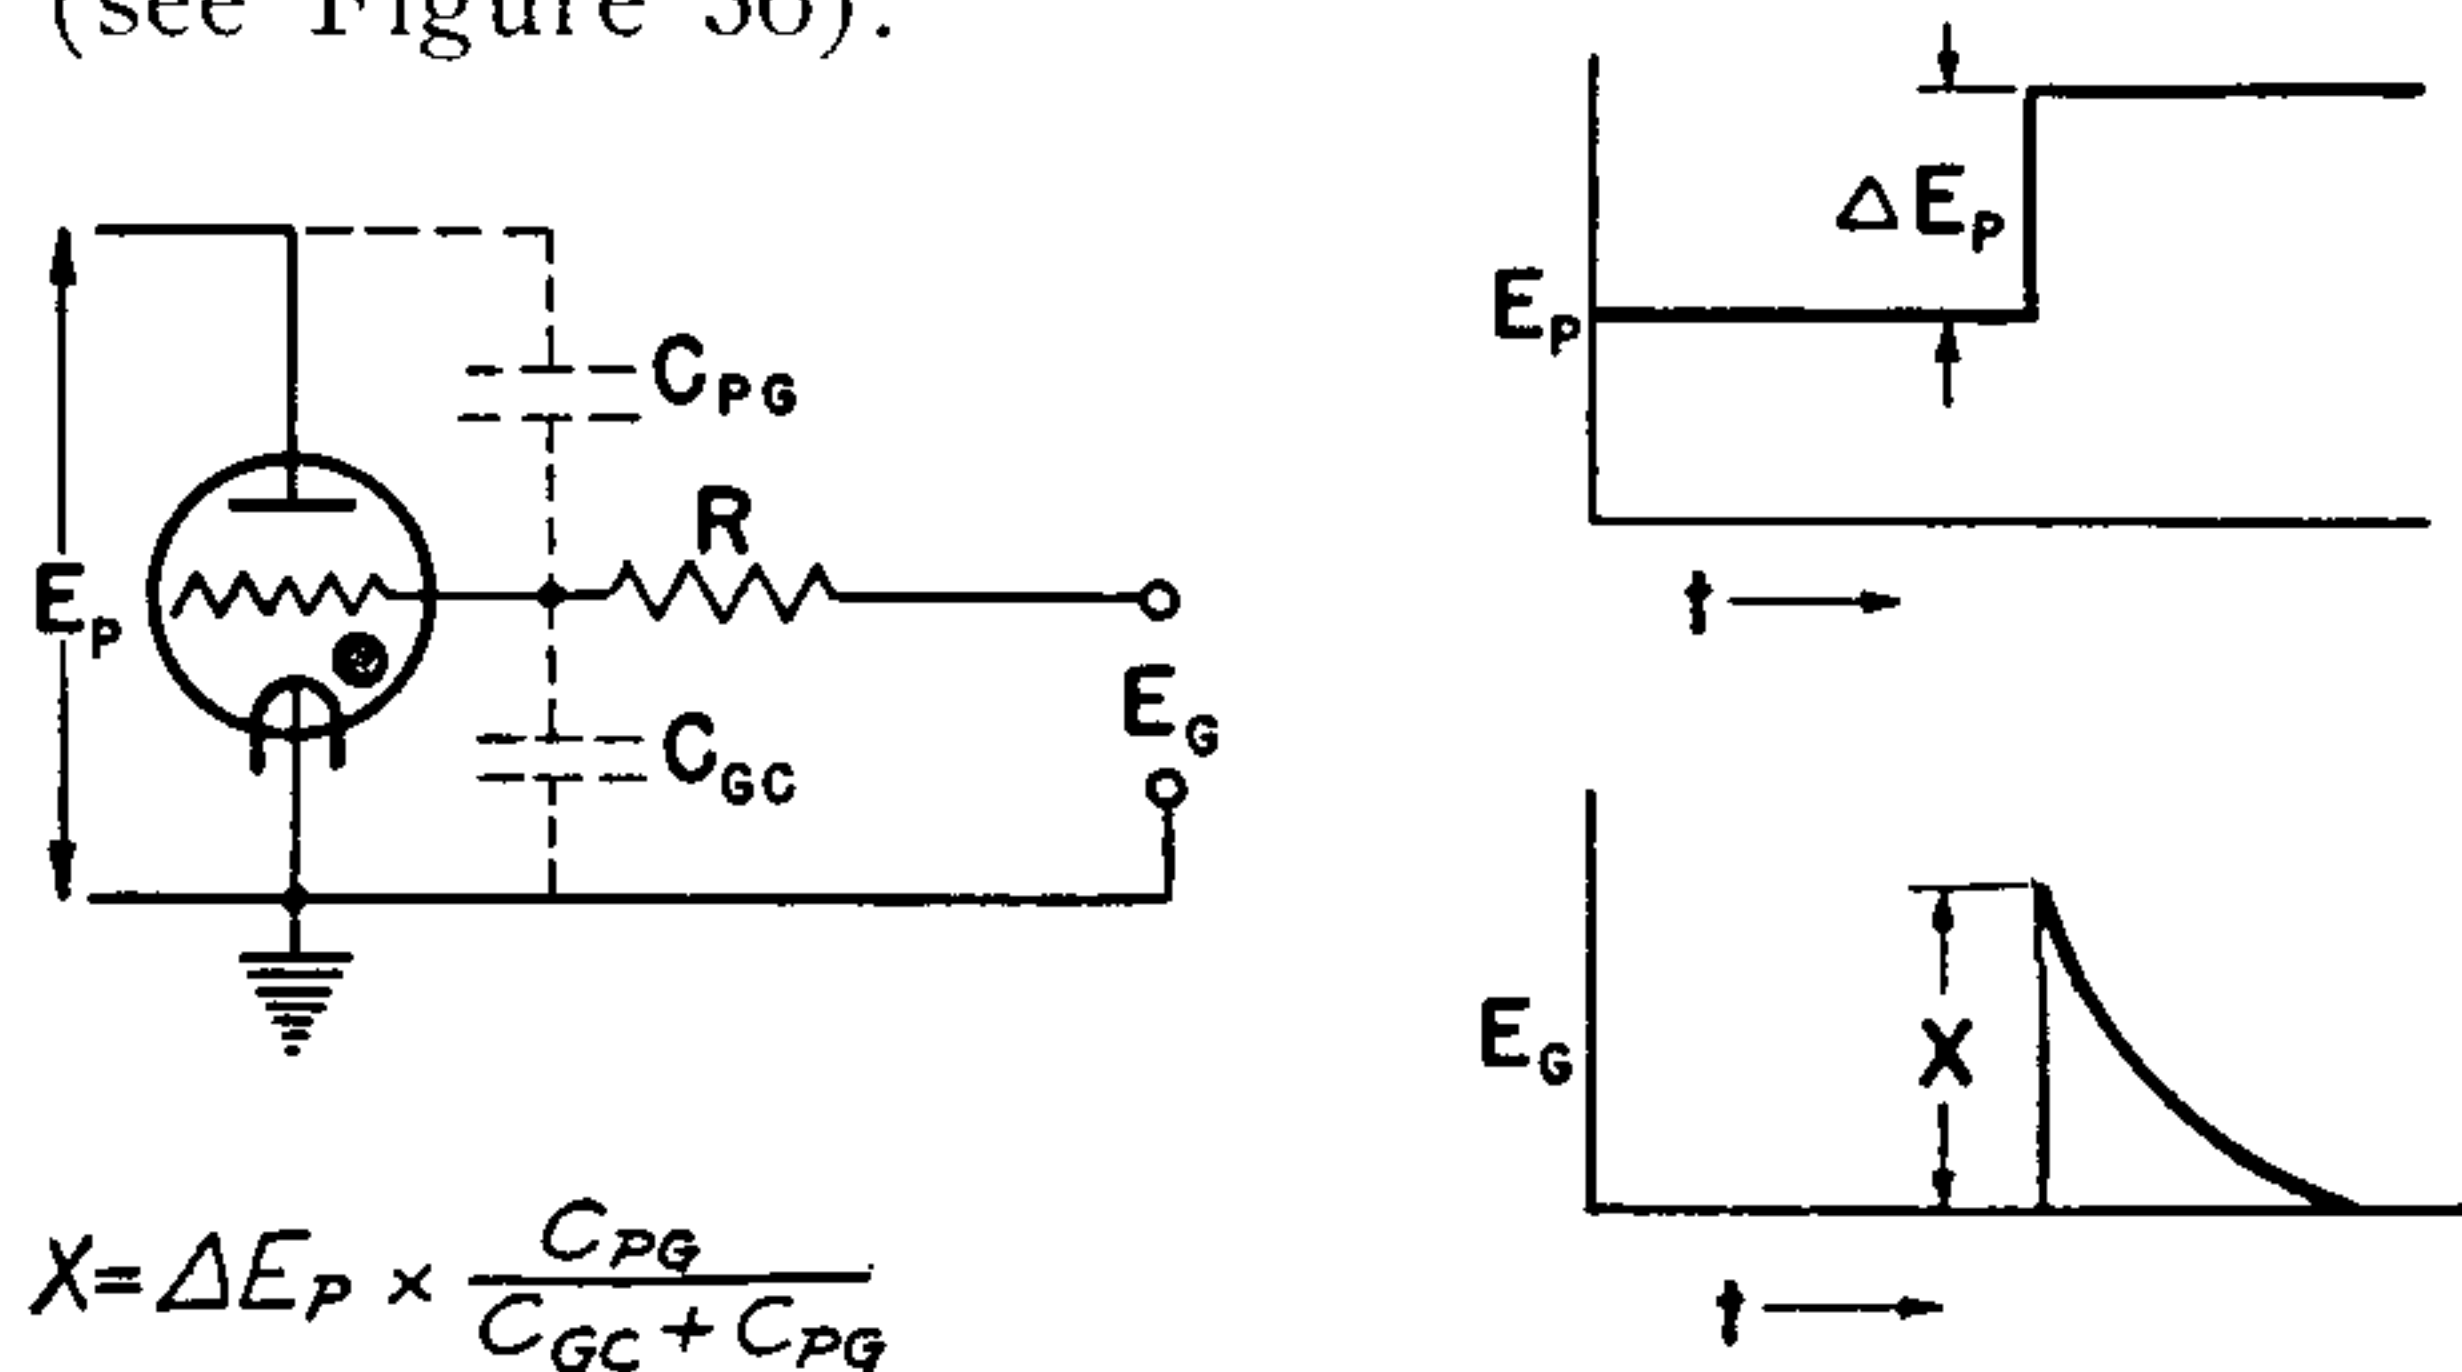 (see Figure 36).
C_PG
R
E_P
E_G
C_GC
X = ΔE_P × C_PG / (C_GC + C_PG)
ΔE_P
E_P
t
E_G
X
t